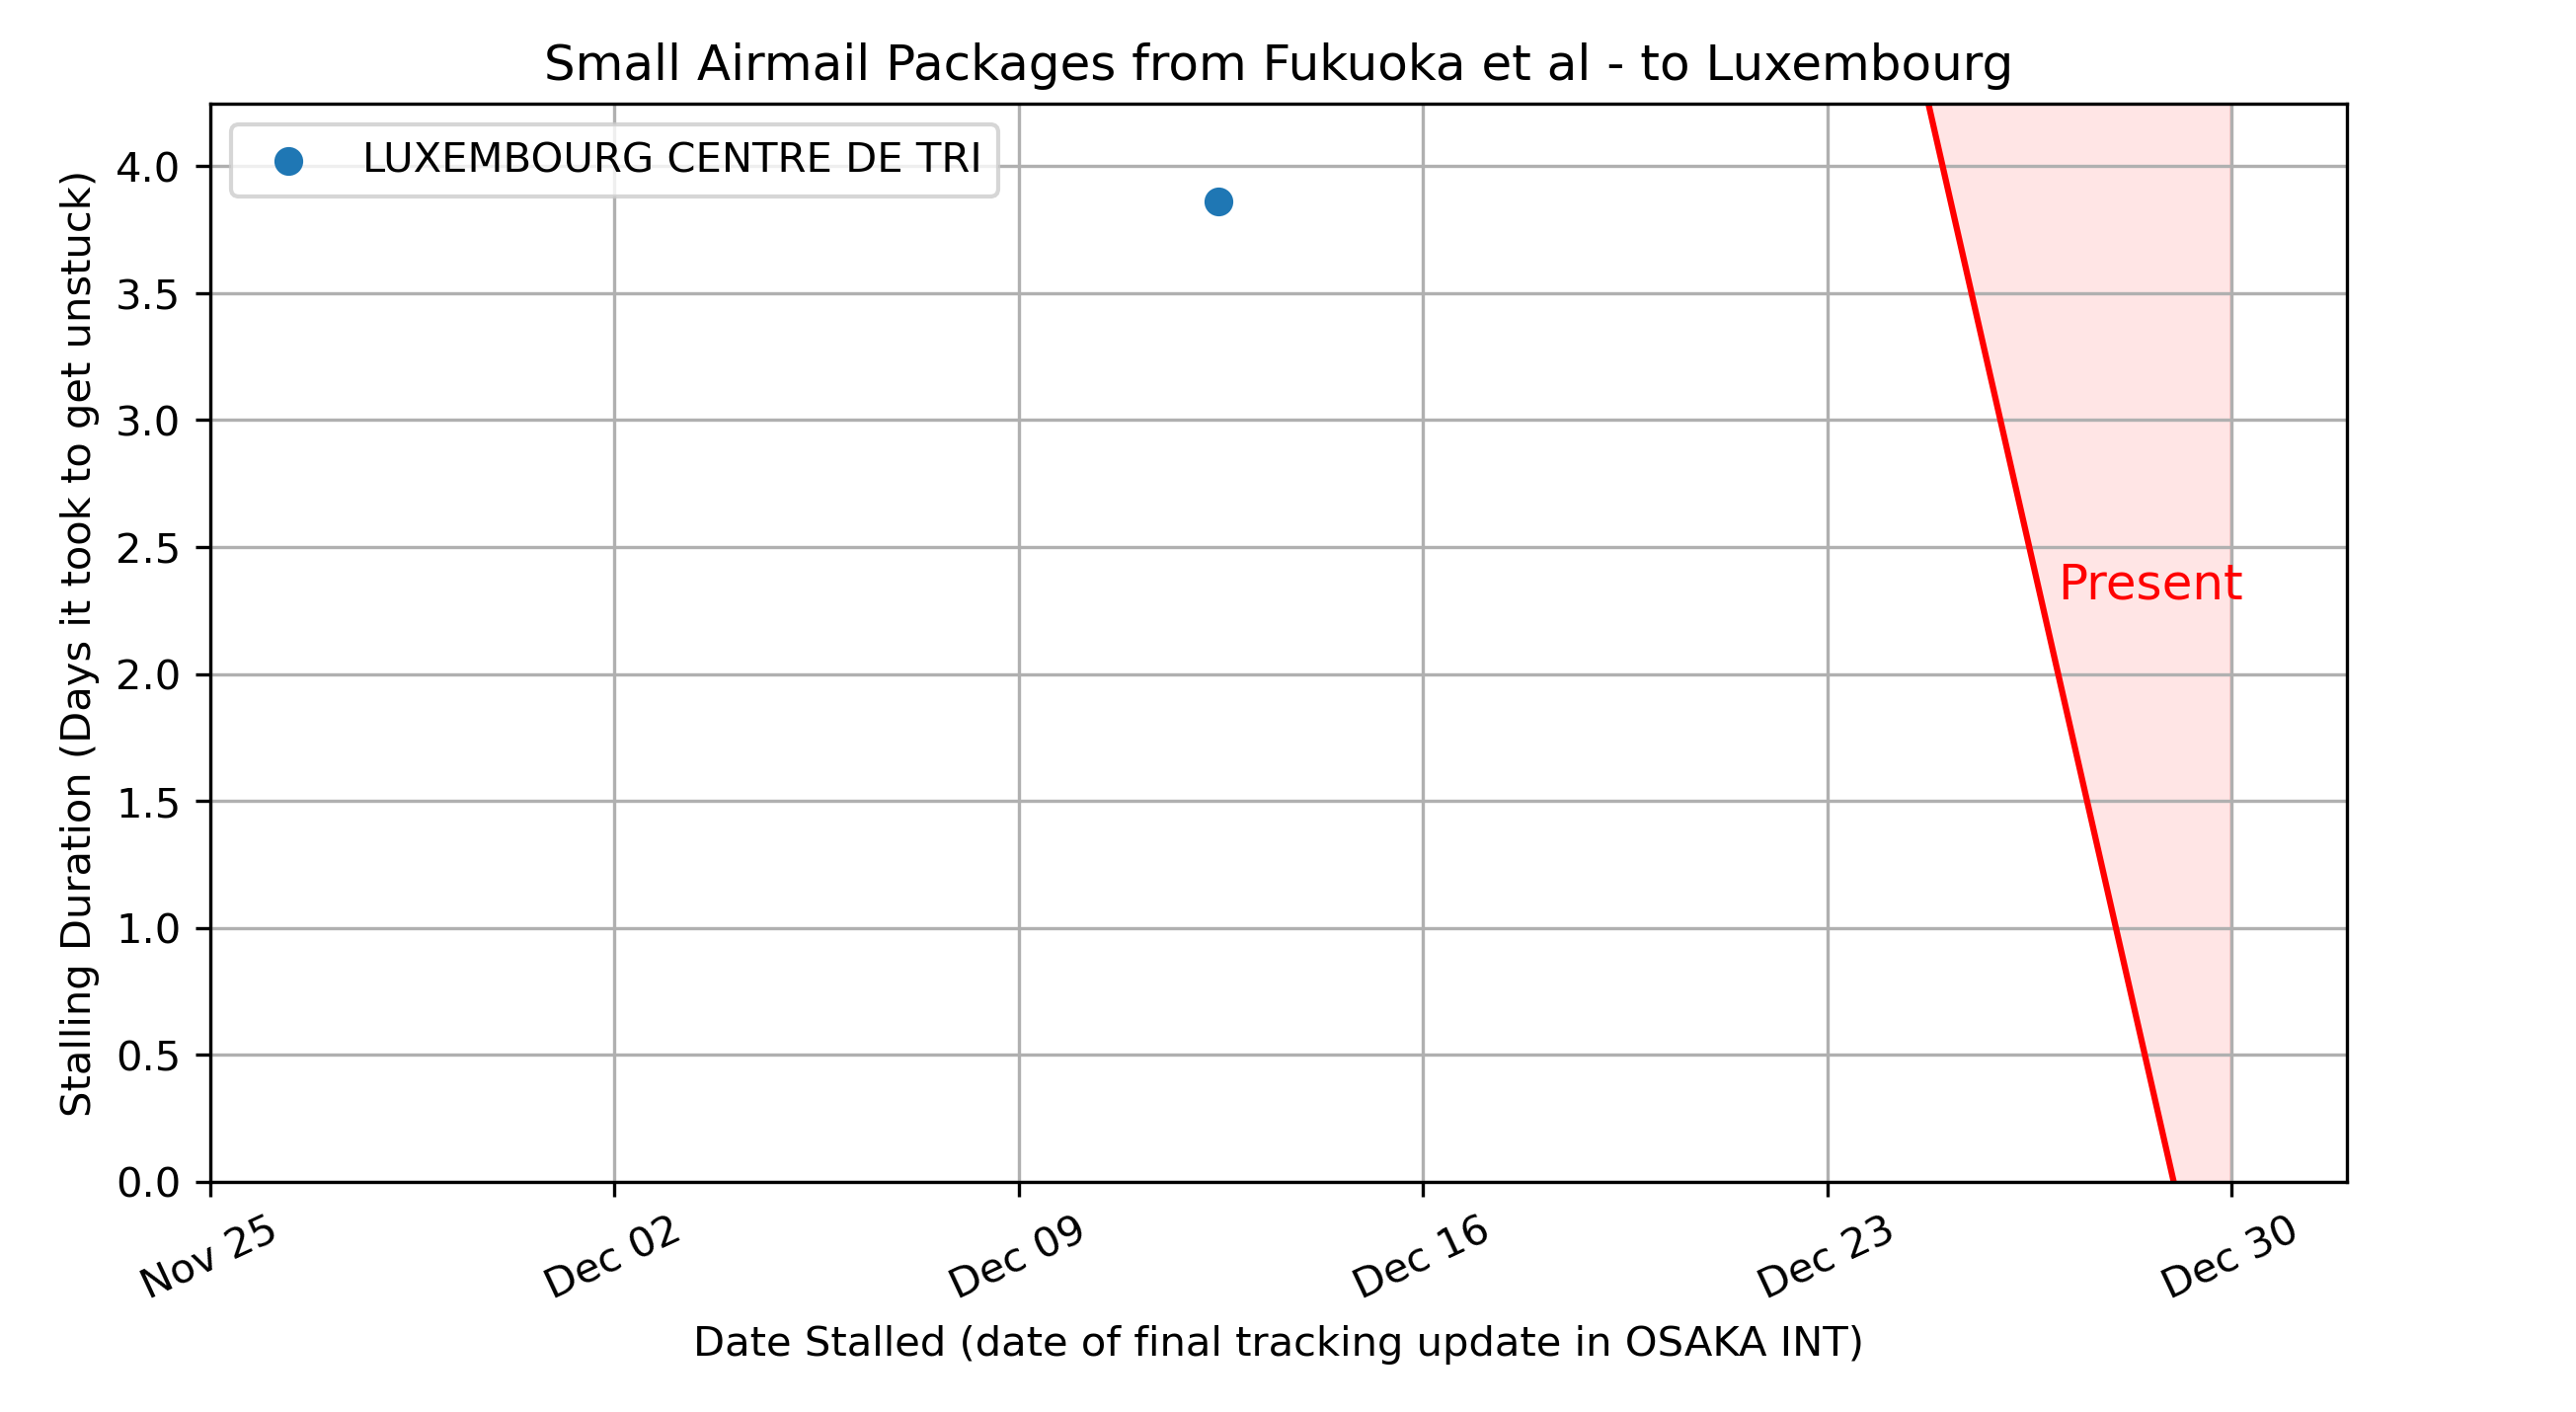 Small Airmail Packages from Fukuoka et al - to Luxembourg
LUXEMBOURG CENTRE DE TRI
Stalling Duration (Days it took to get unstuck)
4.0
3.5
3.0
2.5
2.0
1.5
1.0
0.5
0.0
Present
Nov 25
Dec 02
Dec 09
Dec 16
Dec 23
Dec 30
Date Stalled (date of final tracking update in OSAKA INT)